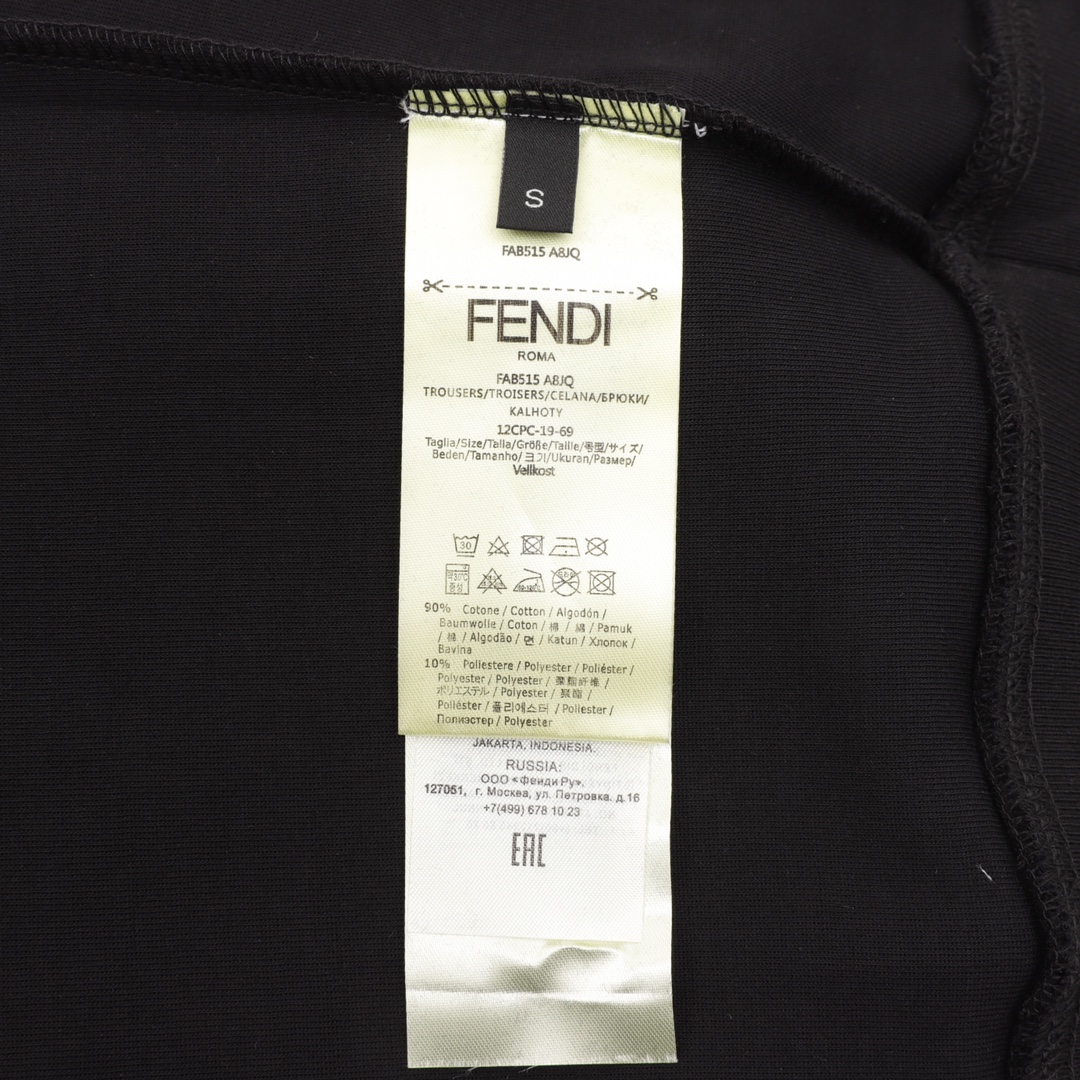 S
FAB515 A8JQ
FENDI
ROMA
FAB515 A8JQ
TROUSERS/TROISERS/CELANA/БРЮКИ/
KALHOTY
12CPC-19-69
Taglia/Size/Talla/Größe/Taille/号型/サイズ/
Beden/Tamanho/크기/Ukuran/Размер/
Velikost
30
90% Cotone / Cotton / Algodón /
Baumwolle / Coton / 棉 / 綿 / Pamuk
/ 棉 / Algodão / 면 / Katun / Хлопок /
Bavlna
10% Poliestere / Polyester / Poliéster /
Polyester / Polyester / 聚酯纤维 /
ポリエステル / Polyester / 聚酯 /
Poliéster / 폴리에스터 / Poliester /
Полиэстер / Polyester
JAKARTA, INDONESIA.
RUSSIA:
ООО «Фенди Ру».
127051, г. Москва, ул. Петровка. д.16
+7(499) 678 10 23
EAC